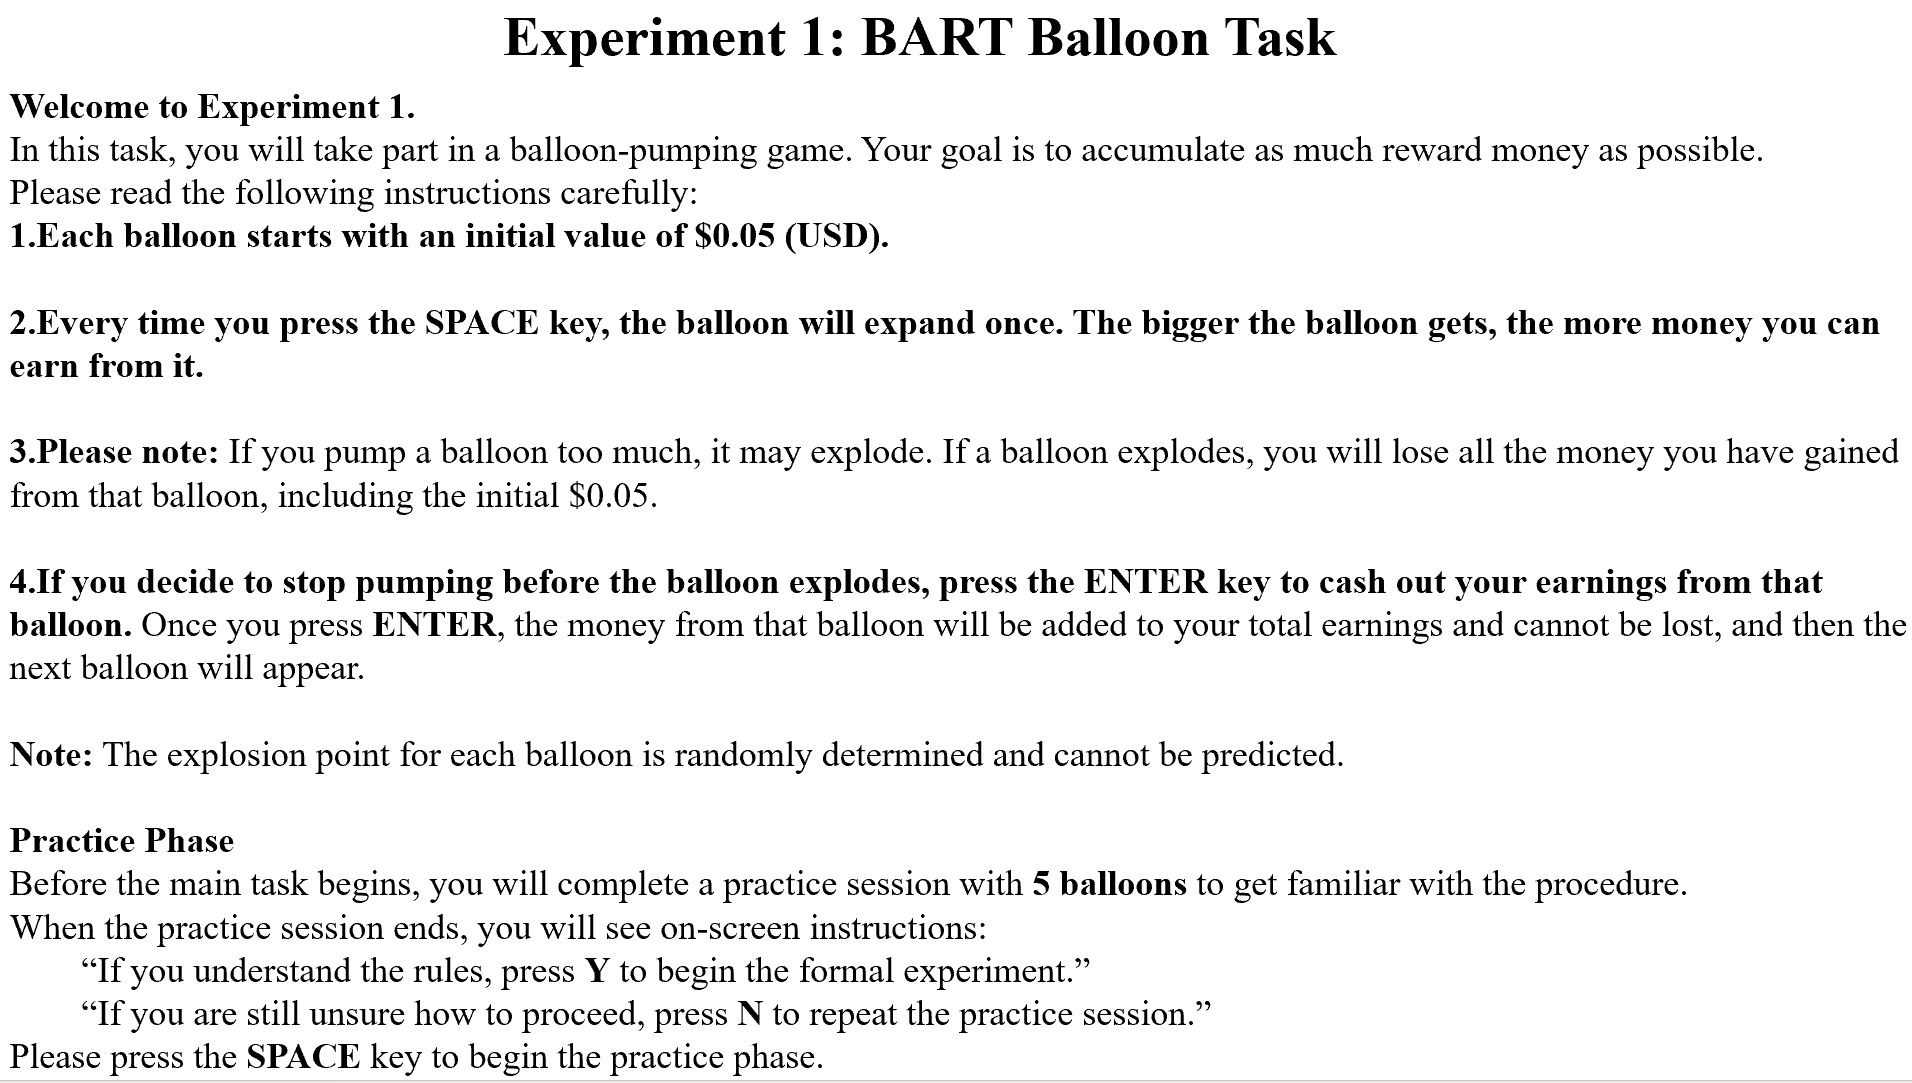 Experiment 1: BART Balloon Task
Welcome to Experiment 1.
In this task, you will take part in a balloon-pumping game. Your goal is to accumulate as much reward money as possible.
Please read the following instructions carefully:
1.Each balloon starts with an initial value of $0.05 (USD).
2.Every time you press the SPACE key, the balloon will expand once. The bigger the balloon gets, the more money you can
earn from it.
3.Please note: If you pump a balloon too much, it may explode. If a balloon explodes, you will lose all the money you have gained
from that balloon, including the initial $0.05.
4.If you decide to stop pumping before the balloon explodes, press the ENTER key to cash out your earnings from that
balloon. Once you press ENTER, the money from that balloon will be added to your total earnings and cannot be lost, and then the
next balloon will appear.
Note: The explosion point for each balloon is randomly determined and cannot be predicted.
Practice Phase
Before the main task begins, you will complete a practice session with 5 balloons to get familiar with the procedure.
When the practice session ends, you will see on-screen instructions:
“If you understand the rules, press Y to begin the formal experiment.”
“If you are still unsure how to proceed, press N to repeat the practice session.”
Please press the SPACE key to begin the practice phase.